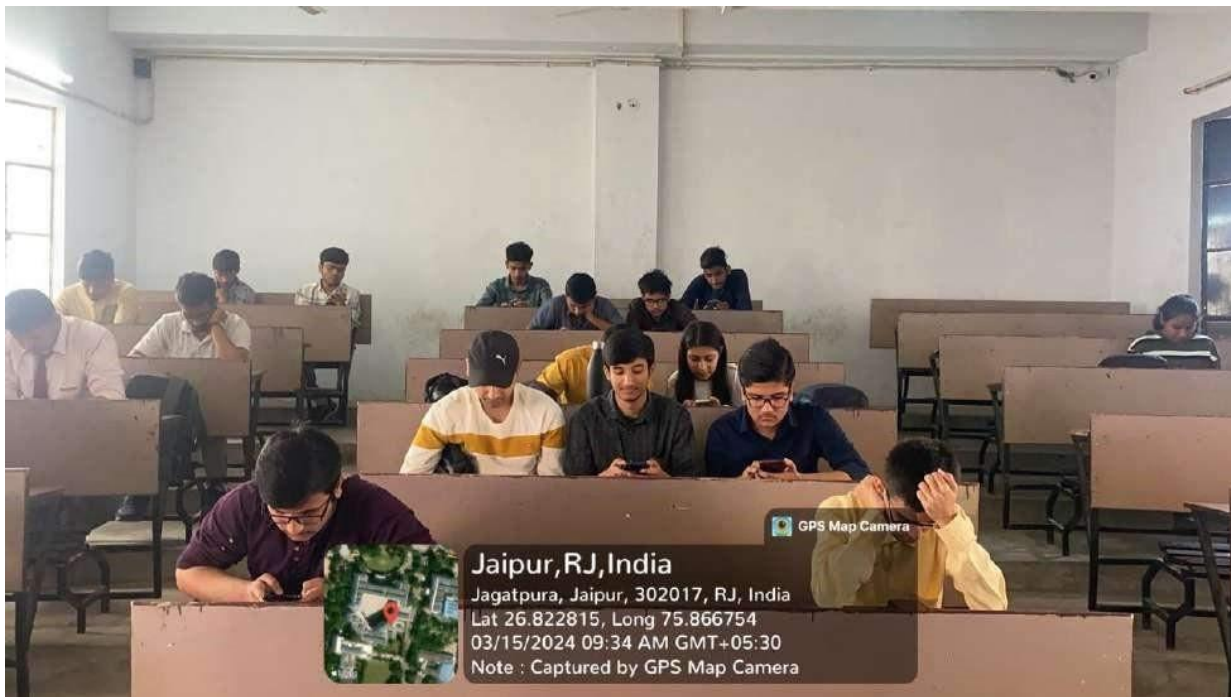 GPS Map Camera
Jaipur,RJ,India
Jagatpura, Jaipur, 302017, RJ, India
Lat 26.822815, Long 75.866754
03/15/2024 09:34 AM GMT+05:30
Note : Captured by GPS Map Camera